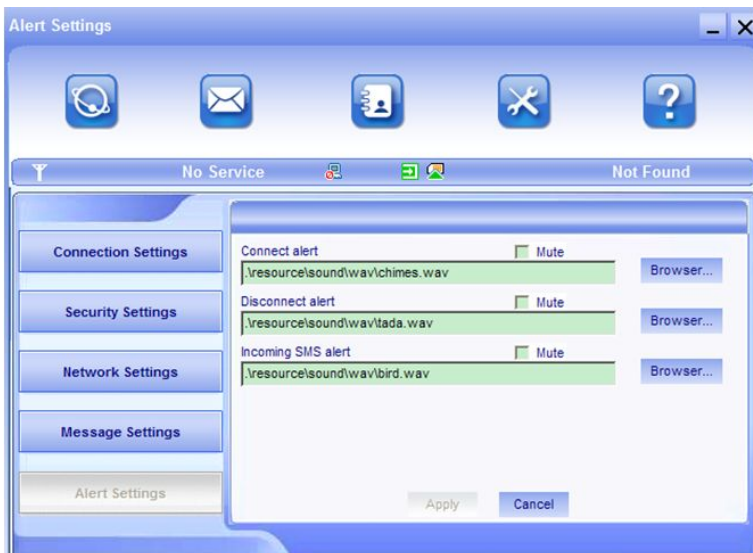 Alert Settings
No Service
Not Found
Connection Settings
Security Settings
Network Settings
Message Settings
Alert Settings
Connect alert
Mute
.\resource\sound\wav\chimes.wav
Browser...
Disconnect alert
Mute
.\resource\sound\wav\tada.wav
Browser...
Incoming SMS alert
Mute
.\resource\sound\wav\bird.wav
Browser...
Apply
Cancel